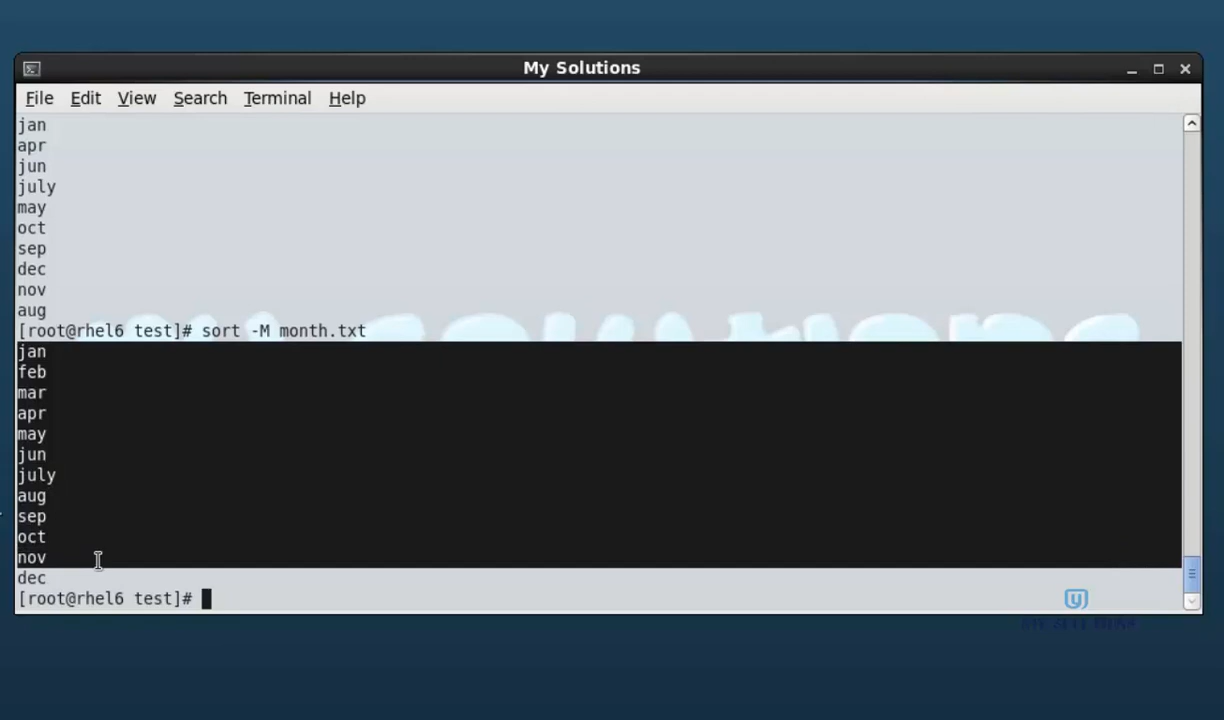 My Solutions
File Edit View Search Terminal Help
jan
apr
jun
july
may
oct
sep
dec
nov
aug
[root@rhel6 test]# sort -M month.txt
jan
feb
mar
apr
may
jun
july
aug
sep
oct
nov
dec
[root@rhel6 test]#